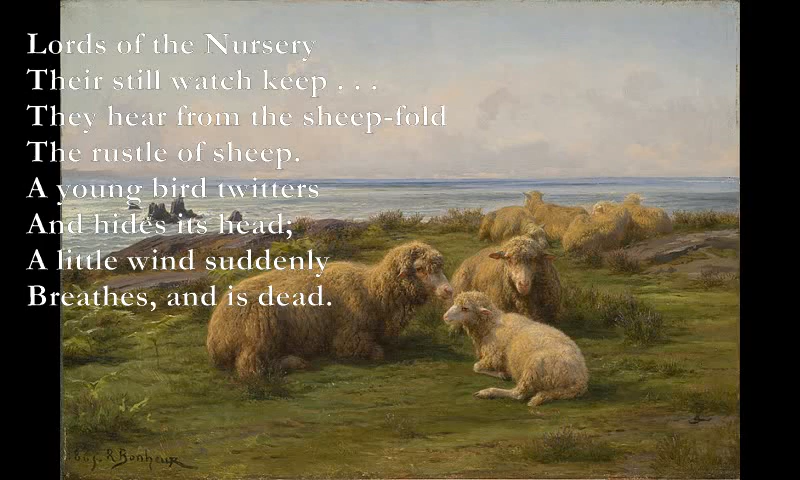 Lords of the Nursery
Their still watch keep . . .
They hear from the sheep-fold
The rustle of sheep.
A young bird twitters
And hides its head;
A little wind suddenly
Breathes, and is dead.
R Bonheur